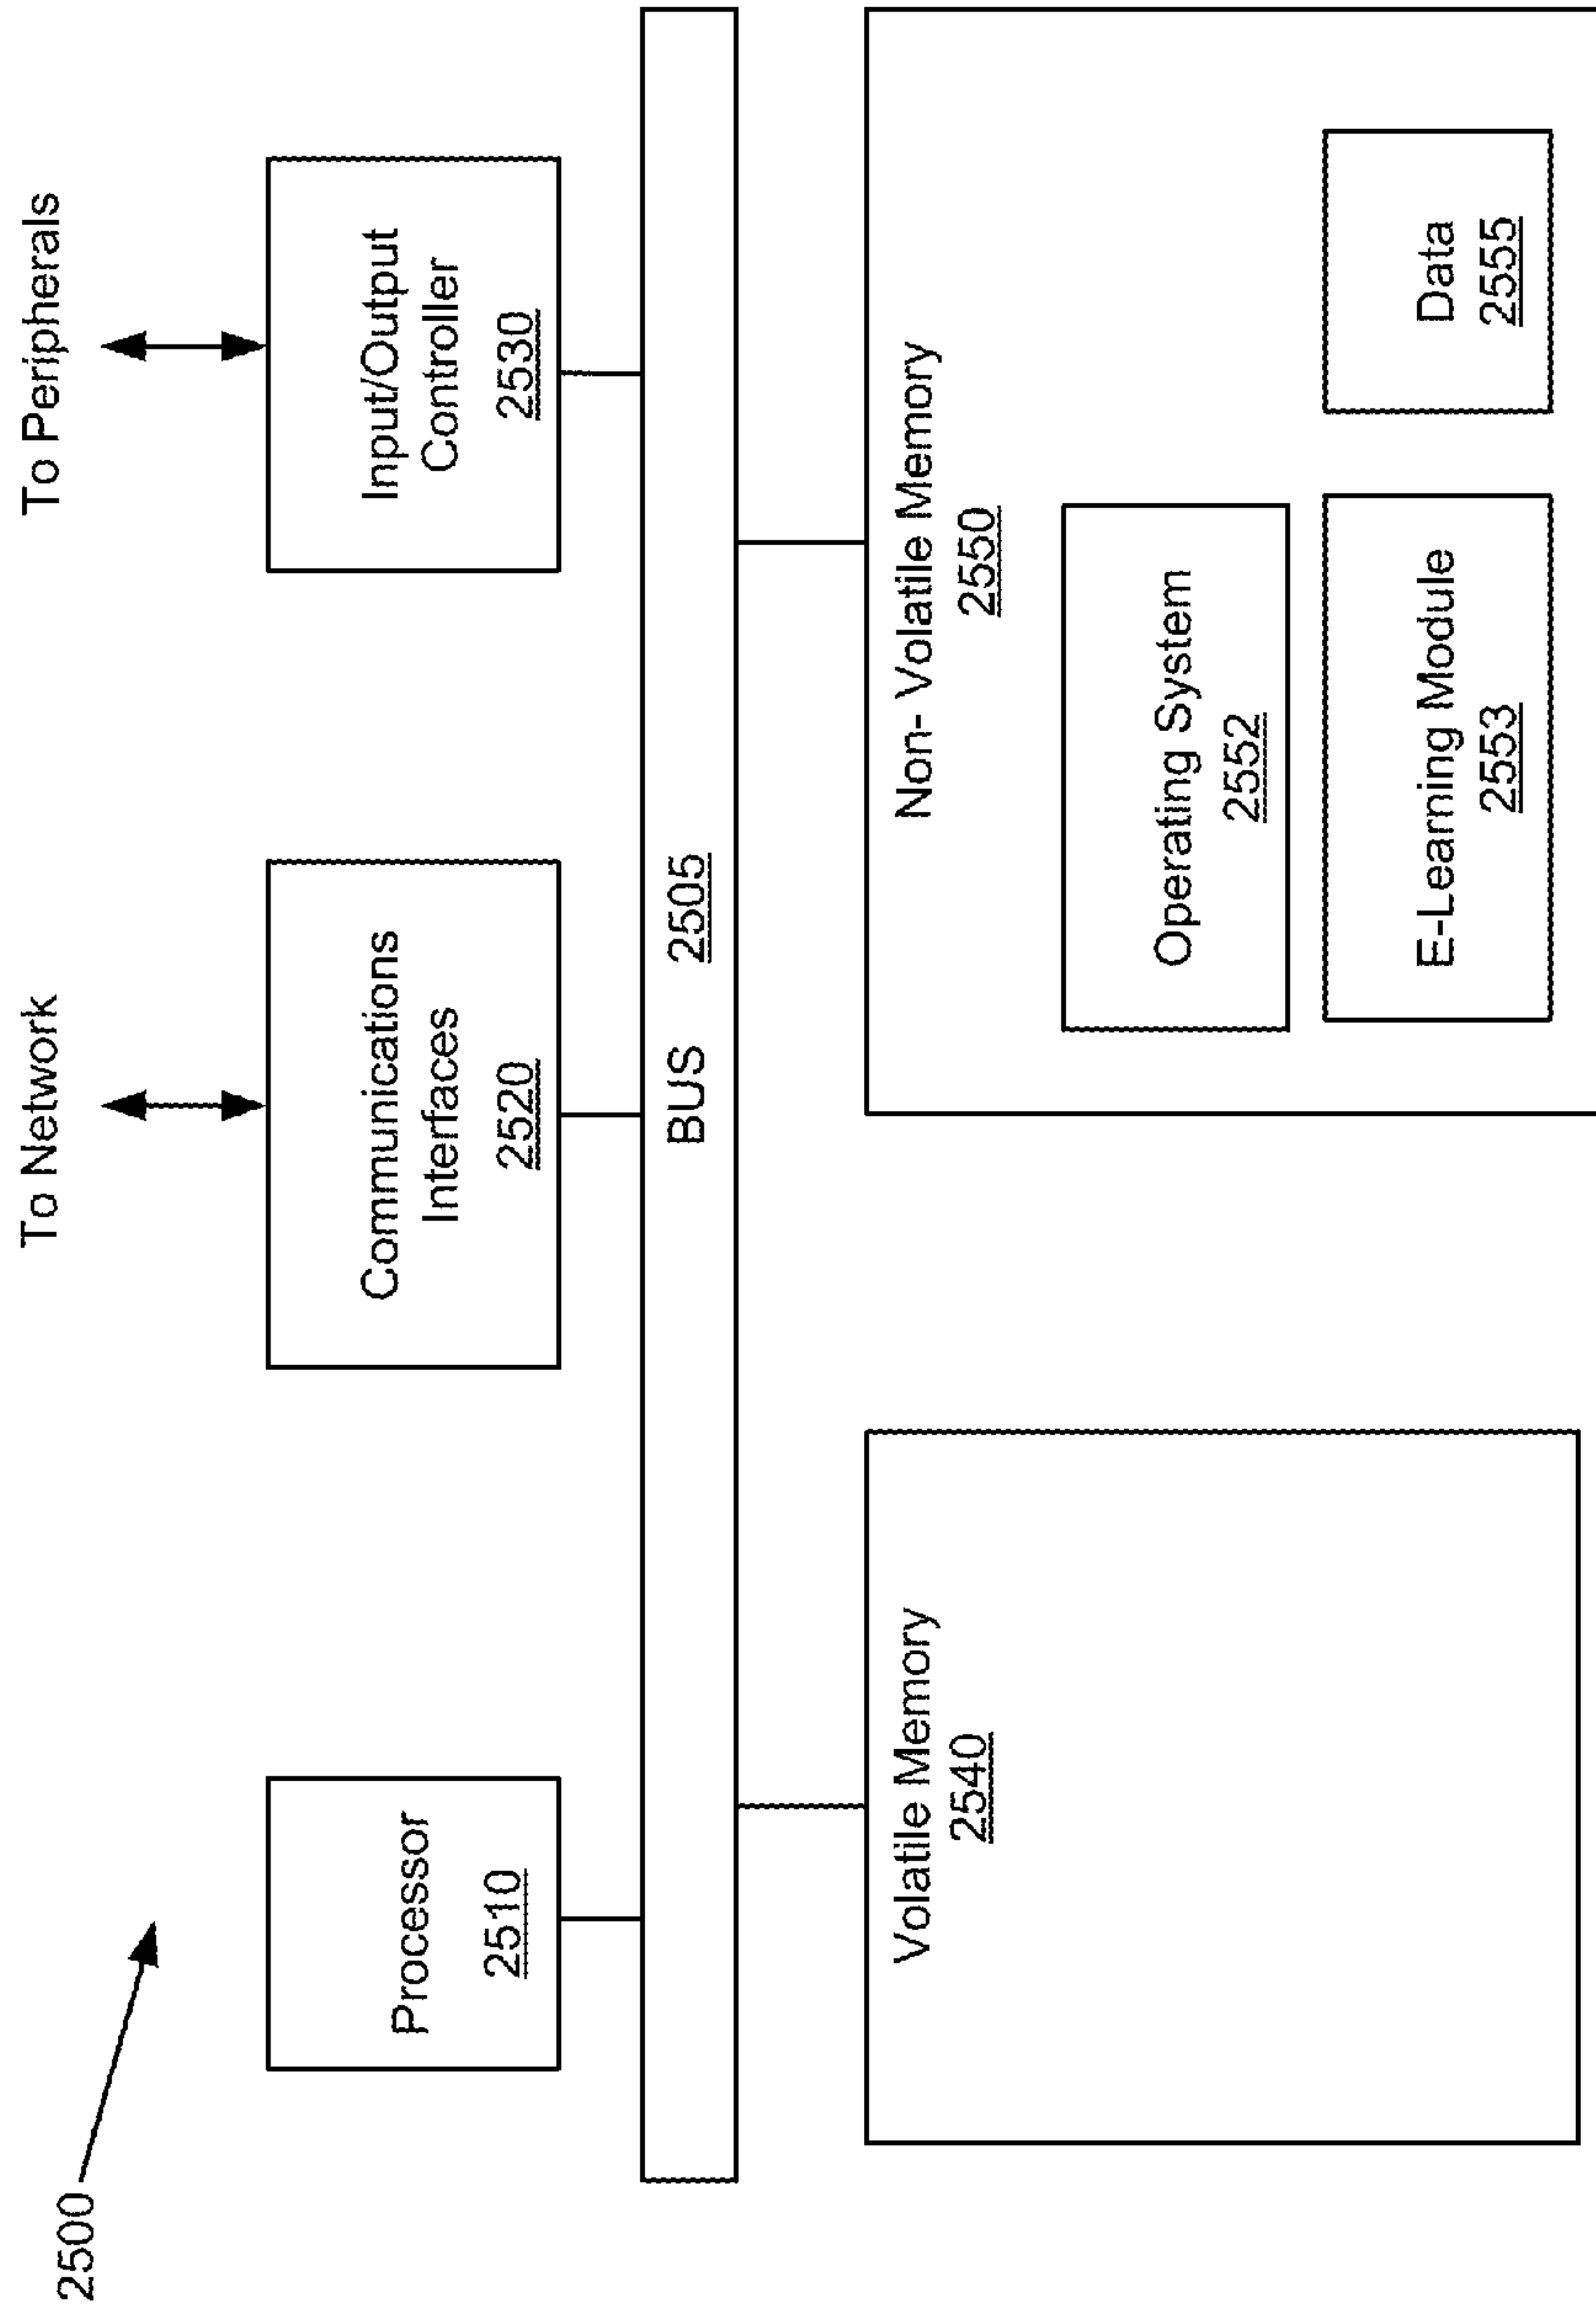 2500
To Network
To Peripherals
Processor
2510
Communications
Interfaces
2520
Input/Output
Controller
2530
BUS 2505
Volatile Memory
2540
Non- Volatile Memory
2550
Operating System
2552
E-Learning Module
2553
Data
2555